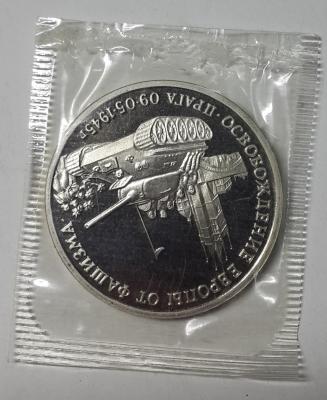 ОСВОБОЖДЕНИЕ ЕВРОПЫ ОТ ФАШИЗМА · ПРАГА 09·05·1945г ·